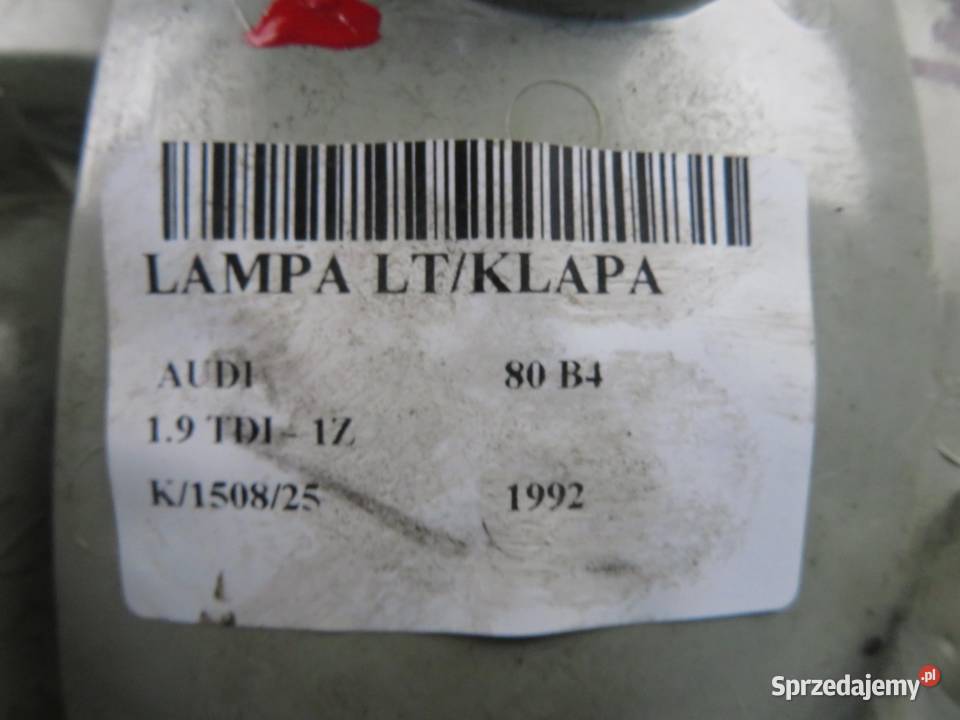 LAMPA LT/KLAPA
AUDI 80 B4
1.9 TDI - 1Z
K/1508/25 1992
Sprzedajemy.pl